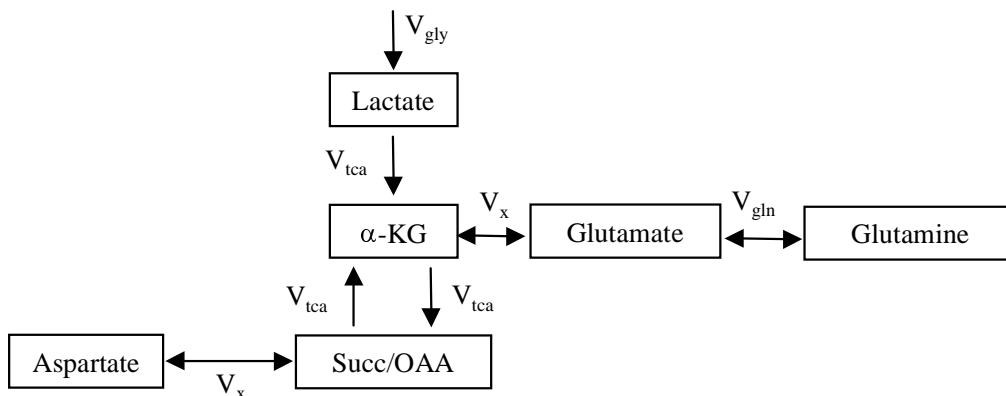 V_gly
Lactate
V_tca
α-KG
V_x
Glutamate
V_gln
Glutamine
V_tca
V_tca
Aspartate
V_x
Succ/OAA